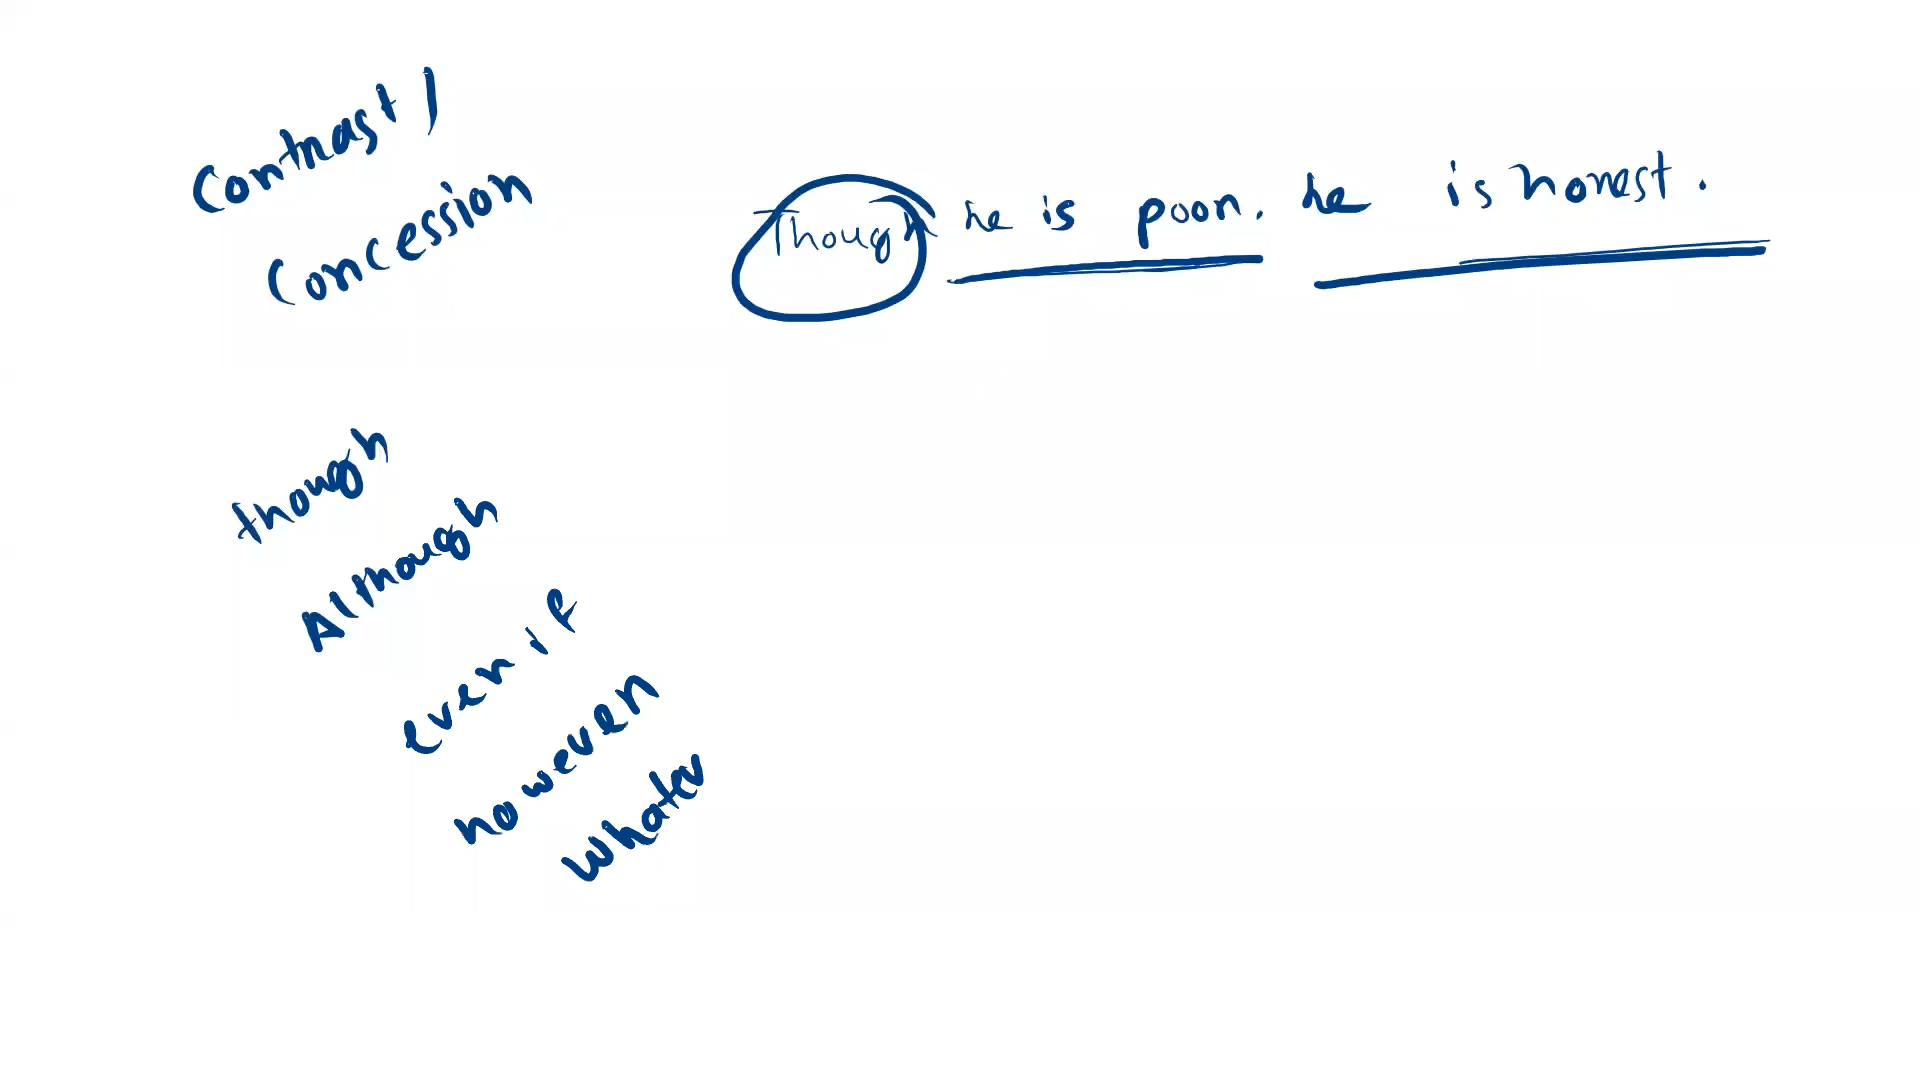 Contrast /
Concession
Though he is poor, he is honest.
though
Although
even if
however
whatev